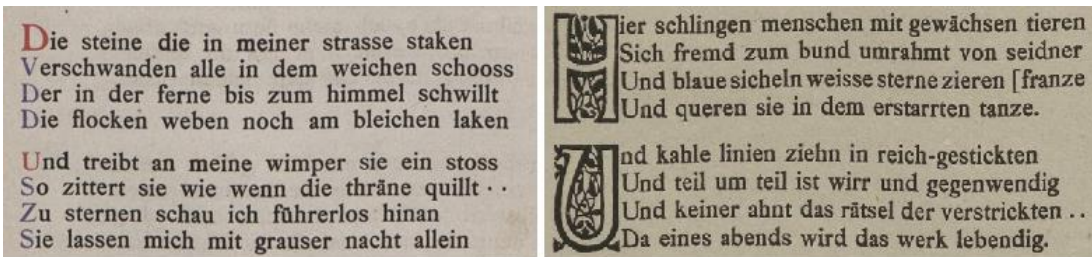 Die steine die in meiner strasse staken
Verschwanden alle in dem weichen schooss
Der in der ferne bis zum himmel schwillt
Die flocken weben noch am bleichen laken
Und treibt an meine wimper sie ein stoss
So zittert sie wie wenn die thräne quillt · ·
Zu sternen schau ich führerlos hinan
Sie lassen mich mit grauser nacht allein
Hier schlingen menschen mit gewächsen tieren
Sich fremd zum bund umrahmt von seidner
Und blaue sicheln weisse sterne zieren [franze
Und queren sie in dem erstarrten tanze.
Und kahle linien ziehn in reich-gestickten
Und teil um teil ist wirr und gegenwendig
Und keiner ahnt das rätsel der verstrickten ..
Da eines abends wird das werk lebendig.